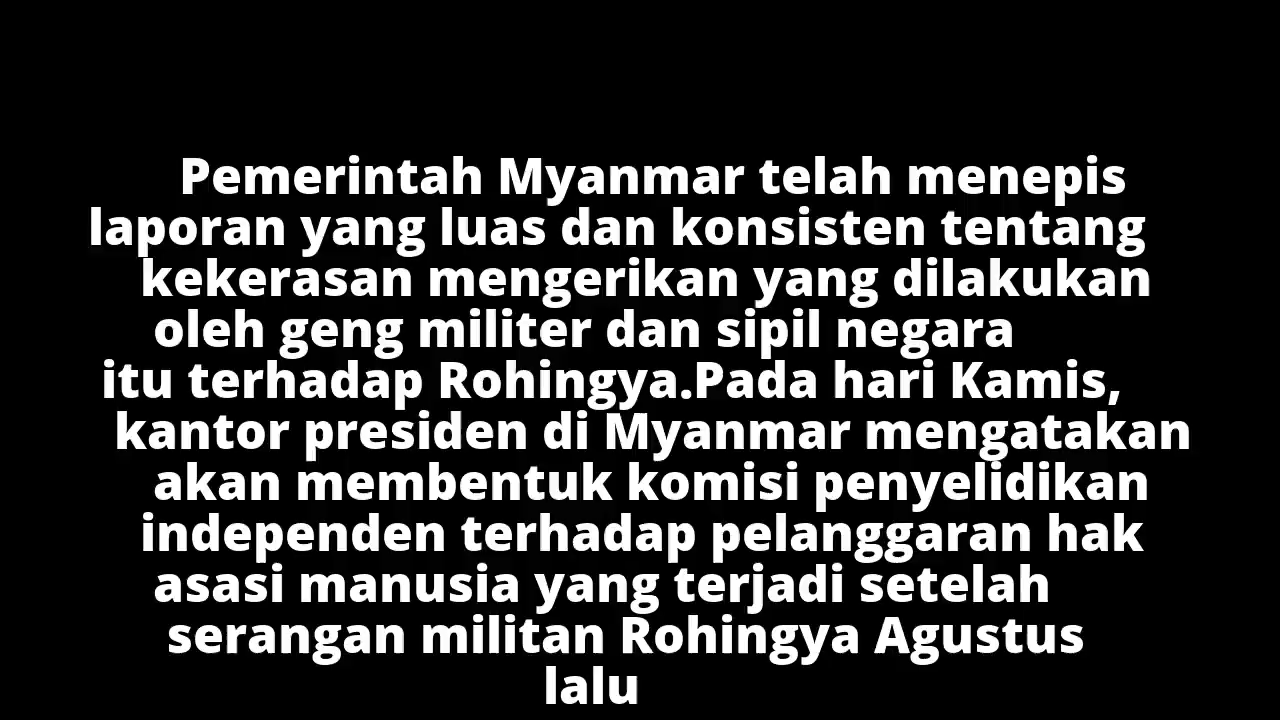 Pemerintah Myanmar telah menepis
laporan yang luas dan konsisten tentang
kekerasan mengerikan yang dilakukan
oleh geng militer dan sipil negara
itu terhadap Rohingya.Pada hari Kamis,
kantor presiden di Myanmar mengatakan
akan membentuk komisi penyelidikan
independen terhadap pelanggaran hak
asasi manusia yang terjadi setelah
serangan militan Rohingya Agustus
lalu